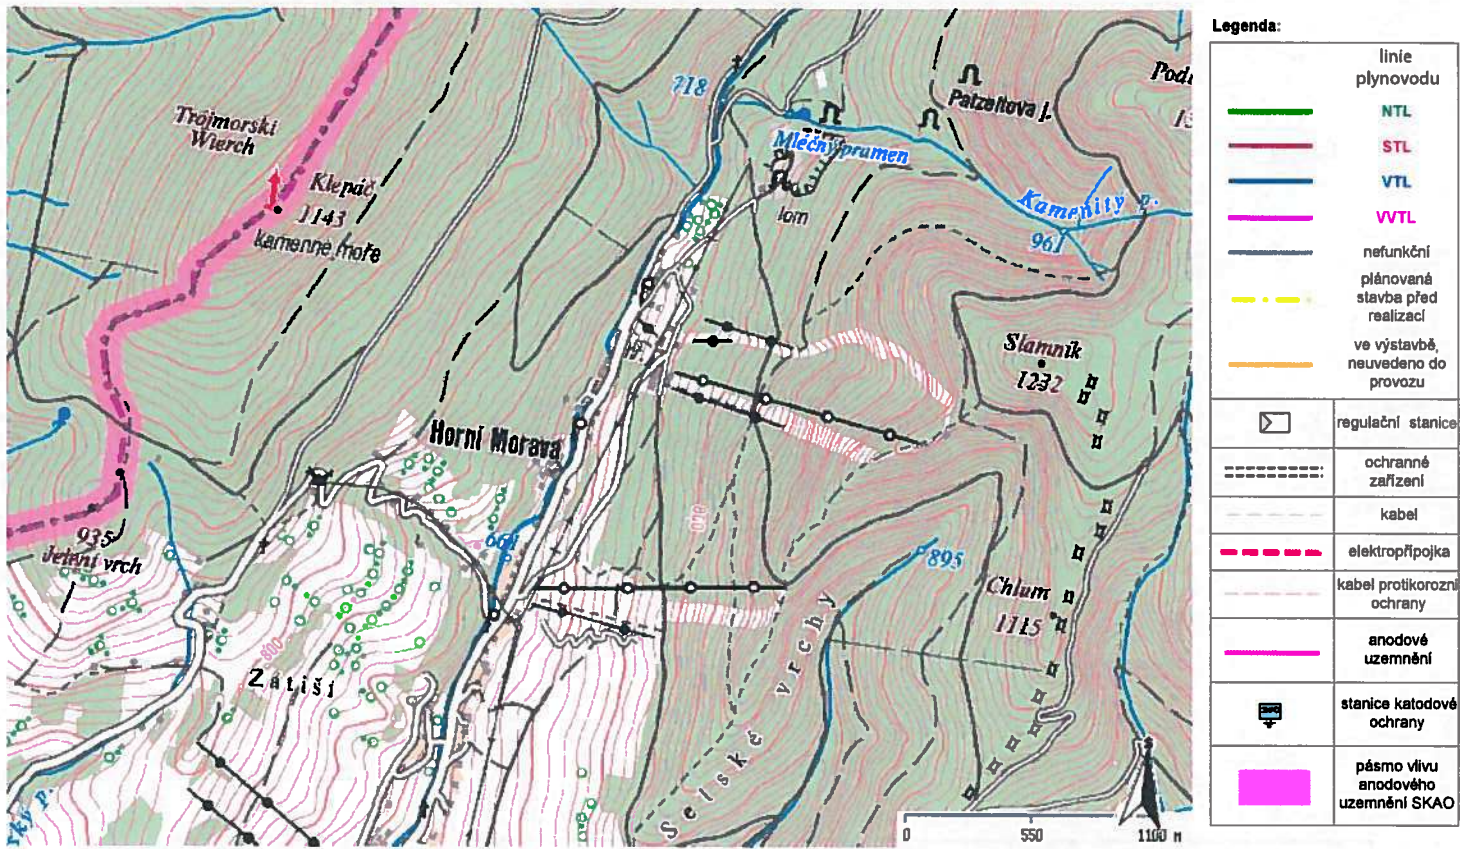 718
Trójmorski
Wierch
Klepáč
1143
kamenné moře
Patzeltova j.
Mléčný pramen
lom
Kamenitý p.
961
Slamník
1232
Horní Morava
661
935
Jelení vrch
800
Zátiší
895
Chlum
1115
Selské vrchy
0 550 1100 m
Legenda:
linie
plynovodu
NTL
STL
VTL
VVTL
nefunkční
plánovaná
stavba před
realizací
ve výstavbě,
neuvedeno do
provozu
regulační stanice
ochranné
zařízení
kabel
elektropřípojka
kabel protikorozní
ochrany
anodové
uzemnění
stanice katodové
ochrany
pásmo vlivu
anodového
uzemnění SKAO